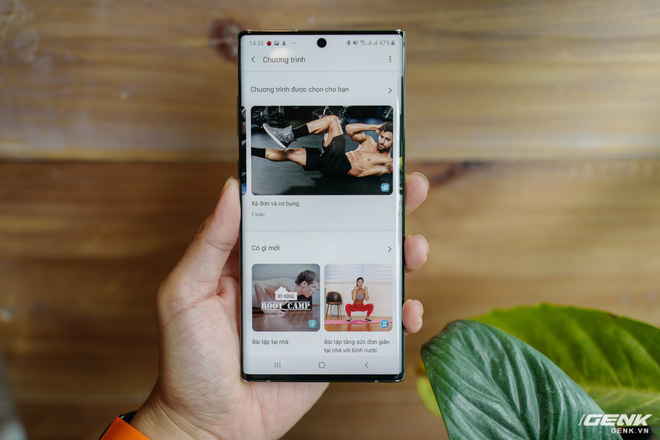 14:35
47%
Chương trình
Chương trình được chọn cho bạn
Xà đơn và cơ bụng
2 tuần
Có gì mới
AT-HOME
BOOT CAMP
Bài tập tại nhà
Bài tập tăng sức đơn giản
tại nhà với bình nước
GENK
GENK.VN